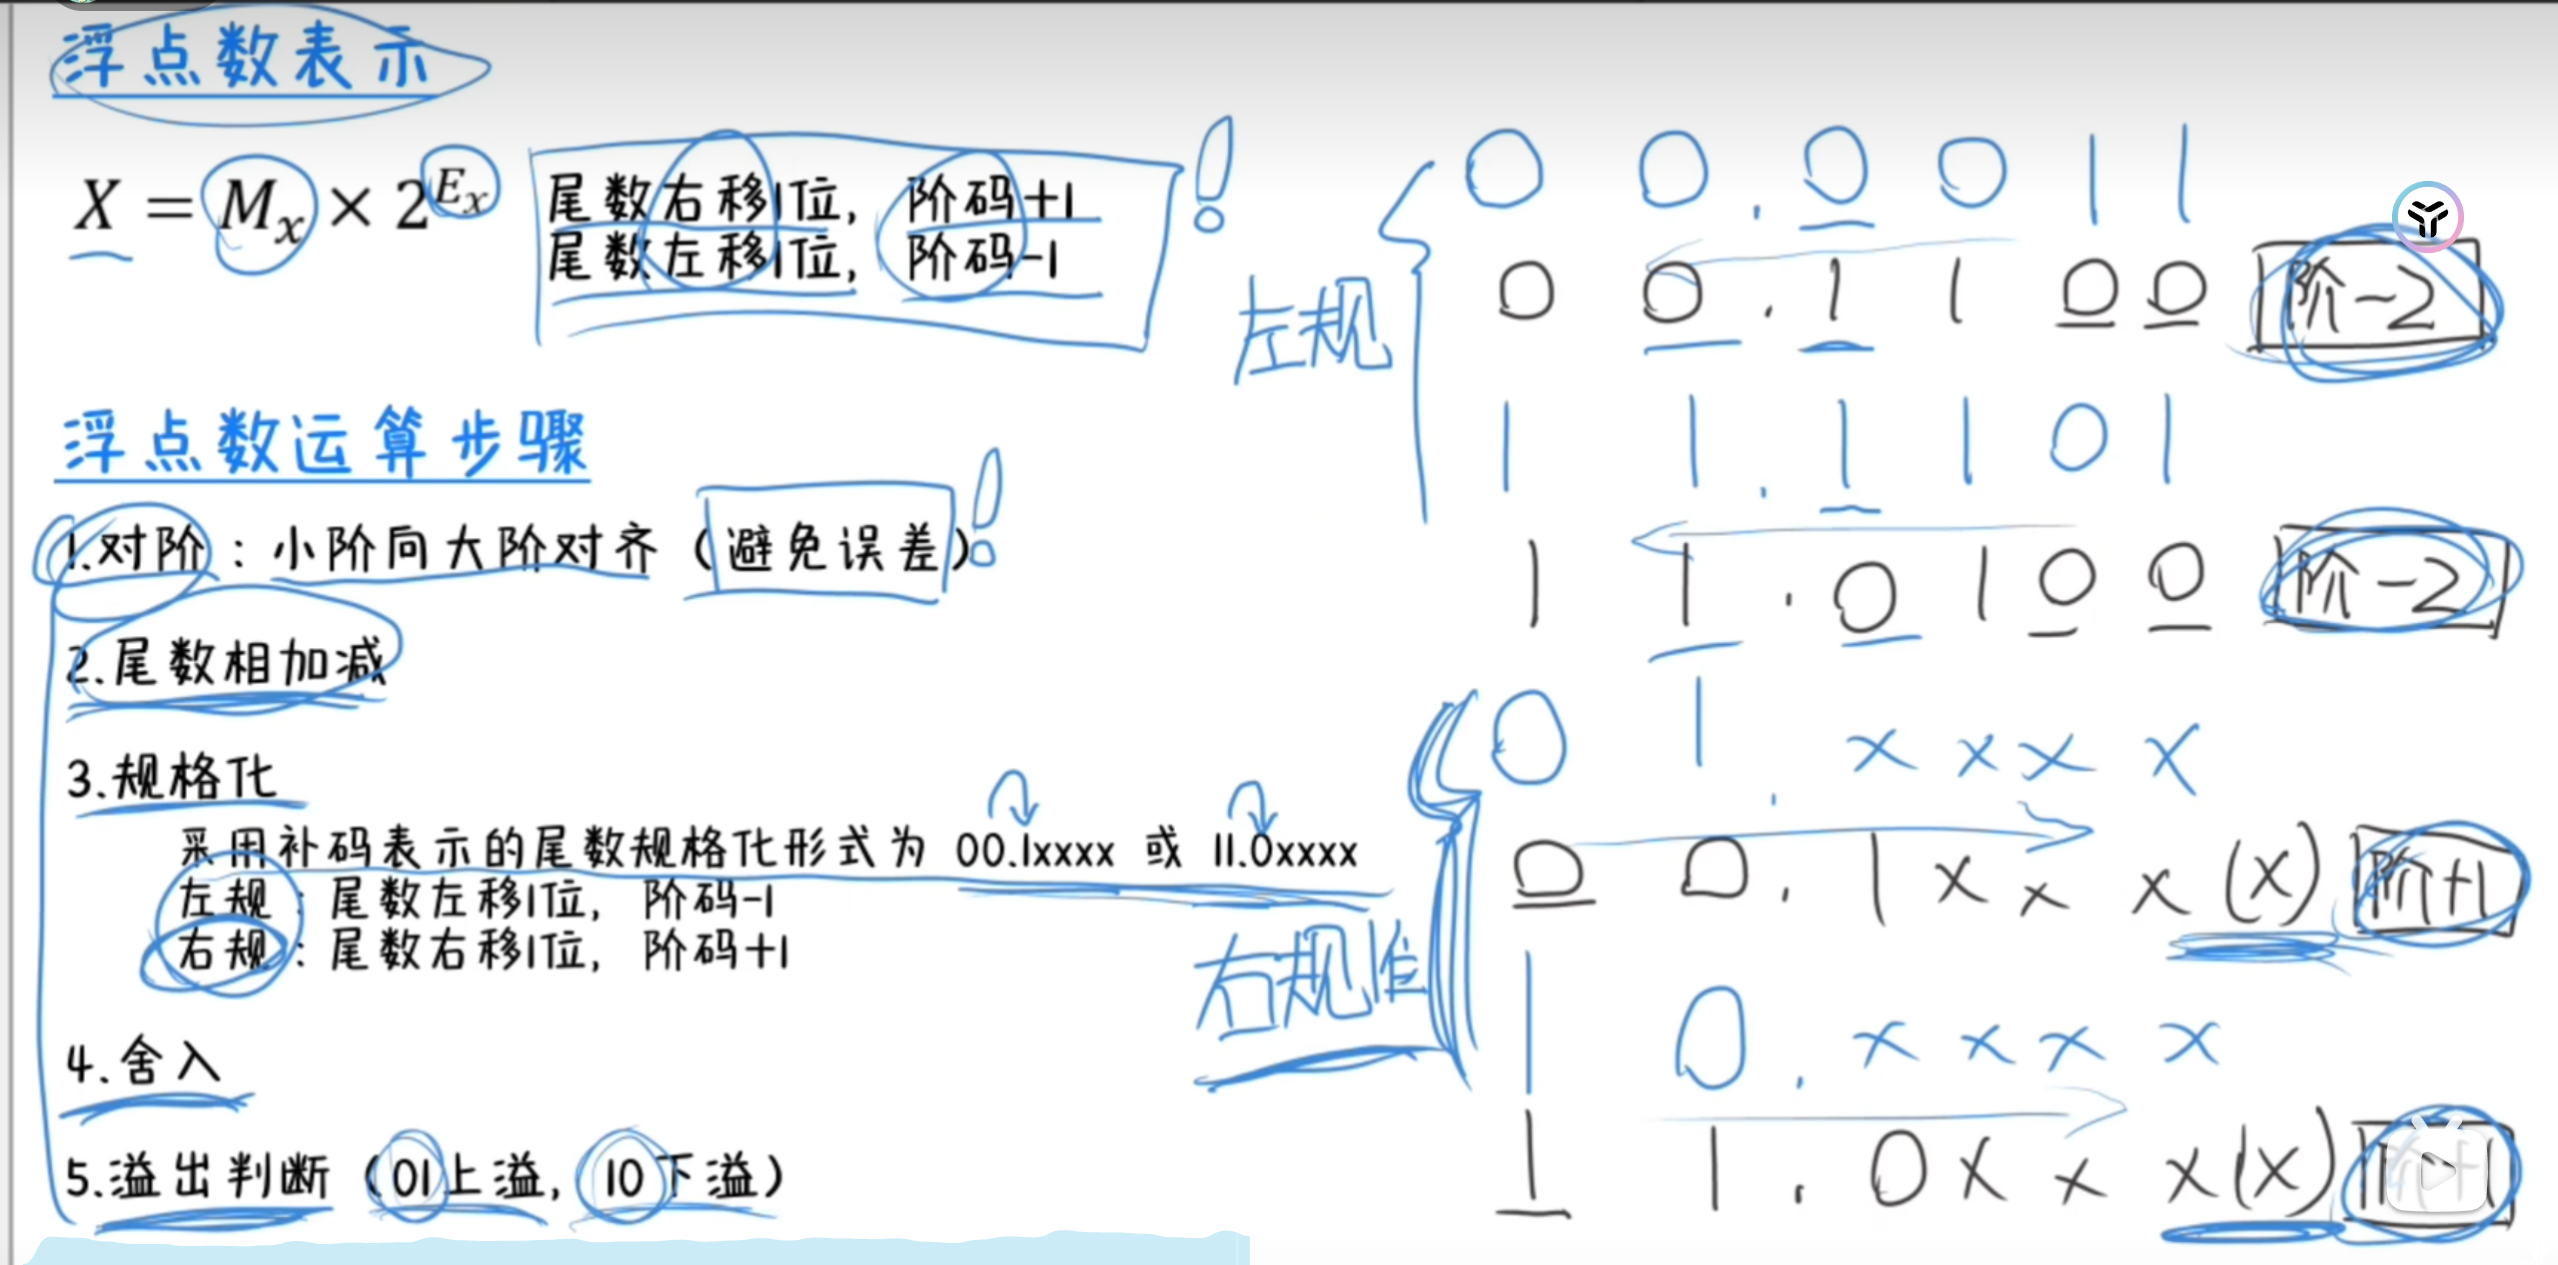 浮点数表示
X = Mx × 2^Ex
尾数右移1位, 阶码+1
尾数左移1位, 阶码-1
!
浮点数运算步骤
1.对阶: 小阶向大阶对齐 (避免误差)
!
2.尾数相加减
3.规格化
采用补码表示的尾数规格化形式为 00.1xxxx 或 11.0xxxx
左规: 尾数左移1位, 阶码-1
右规: 尾数右移1位, 阶码+1
4.舍入
5.溢出判断 (01上溢, 10下溢)
左规
0 0 . 0 0 1 1
0 0 . 1 1 0 0 阶-2
1 1 . 1 1 0 1
1 1 . 0 1 0 0 阶-2
右规
0 1 . x x x x
0 0 . 1 x x x (x) 阶+1
1 0 . x x x x
1 1 . 0 x x x (x)